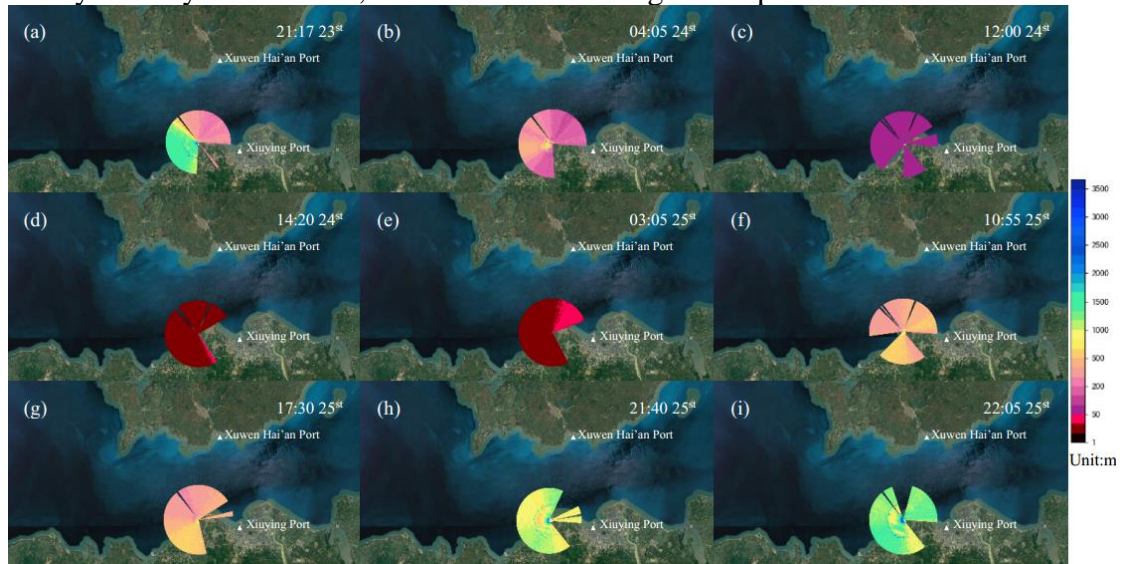 (a) 21:17 23st
Xuwen Hai'an Port
Xiuying Port
(b) 04:05 24st
Xuwen Hai'an Port
Xiuying Port
(c) 12:00 24st
Xuwen Hai'an Port
Xiuying Port
(d) 14:20 24st
Xuwen Hai'an Port
Xiuying Port
(e) 03:05 25st
Xuwen Hai'an Port
Xiuying Port
(f) 10:55 25st
Xuwen Hai'an Port
Xiuying Port
(g) 17:30 25st
Xuwen Hai'an Port
Xiuying Port
(h) 21:40 25st
Xuwen Hai'an Port
Xiuying Port
(i) 22:05 25st
Xuwen Hai'an Port
Xiuying Port
3500
3000
2500
2000
1500
1000
500
200
50
1
Unit:m